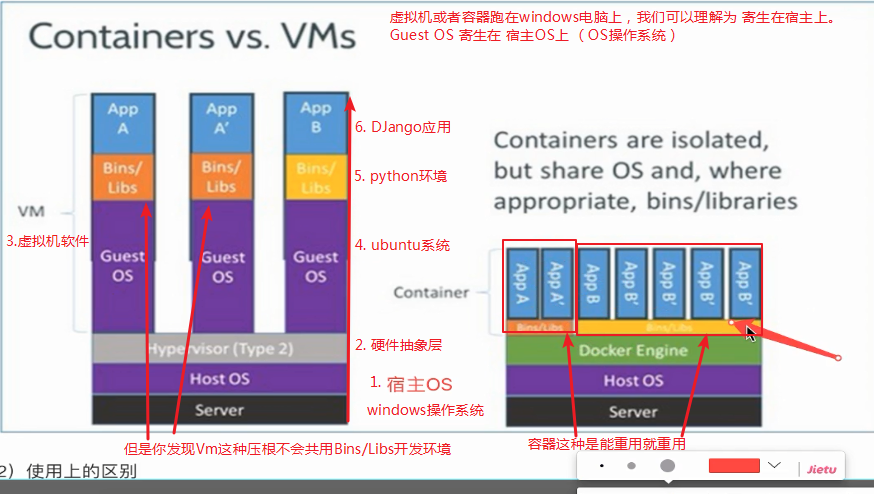 虚拟机或者容器跑在windows电脑上，我们可以理解为 寄生在宿主上。
Guest OS 寄生在 宿主OS上 （OS操作系统）
Containers vs. VMs
App
A
App
A'
App
B
6. DJango应用
Bins/
Libs
Bins/
Libs
Bins/
Libs
5. python环境
VM
3.虚拟机软件
Guest
OS
Guest
OS
Guest
OS
4. ubuntu系统
Hypervisor (Type 2)
2. 硬件抽象层
Host OS
1. 宿主OS
Server
windows操作系统
但是你发现Vm这种压根不会共用Bins/Libs开发环境
Containers are isolated,
but share OS and, where
appropriate, bins/libraries
Container
App A
App A'
App B
App B'
App B'
App B'
App B'
Bins/Libs
Bins/Libs
Docker Engine
Host OS
Server
容器这种是能重用就重用
2）使用上的区别
Jietu